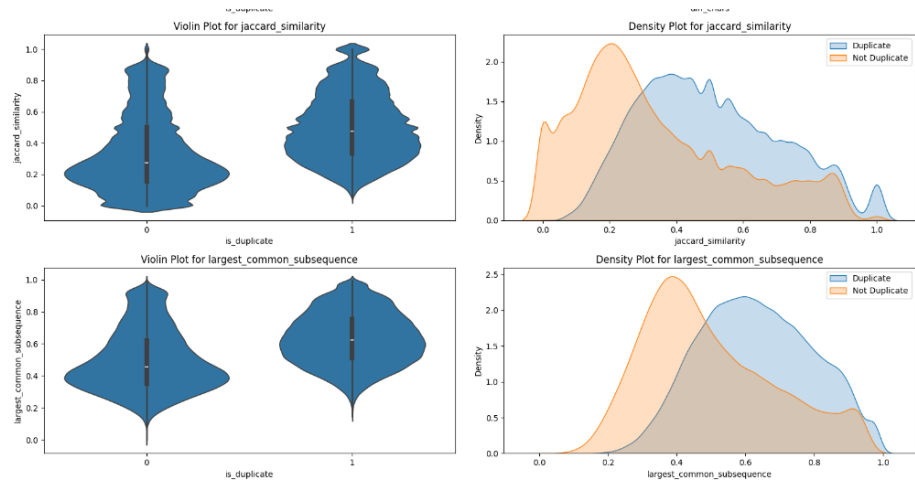 is_duplicate
diff_chars
Violin Plot for jaccard_similarity
1.0
0.8
0.6
0.4
0.2
0.0
jaccard_similarity
0
1
is_duplicate
Density Plot for jaccard_similarity
Duplicate
Not Duplicate
2.0
1.5
1.0
0.5
0.0
Density
0.0
0.2
0.4
0.6
0.8
1.0
jaccard_similarity
Violin Plot for largest_common_subsequence
1.0
0.8
0.6
0.4
0.2
0.0
largest_common_subsequence
0
1
is_duplicate
Density Plot for largest_common_subsequence
Duplicate
Not Duplicate
2.5
2.0
1.5
1.0
0.5
0.0
Density
0.0
0.2
0.4
0.6
0.8
1.0
largest_common_subsequence